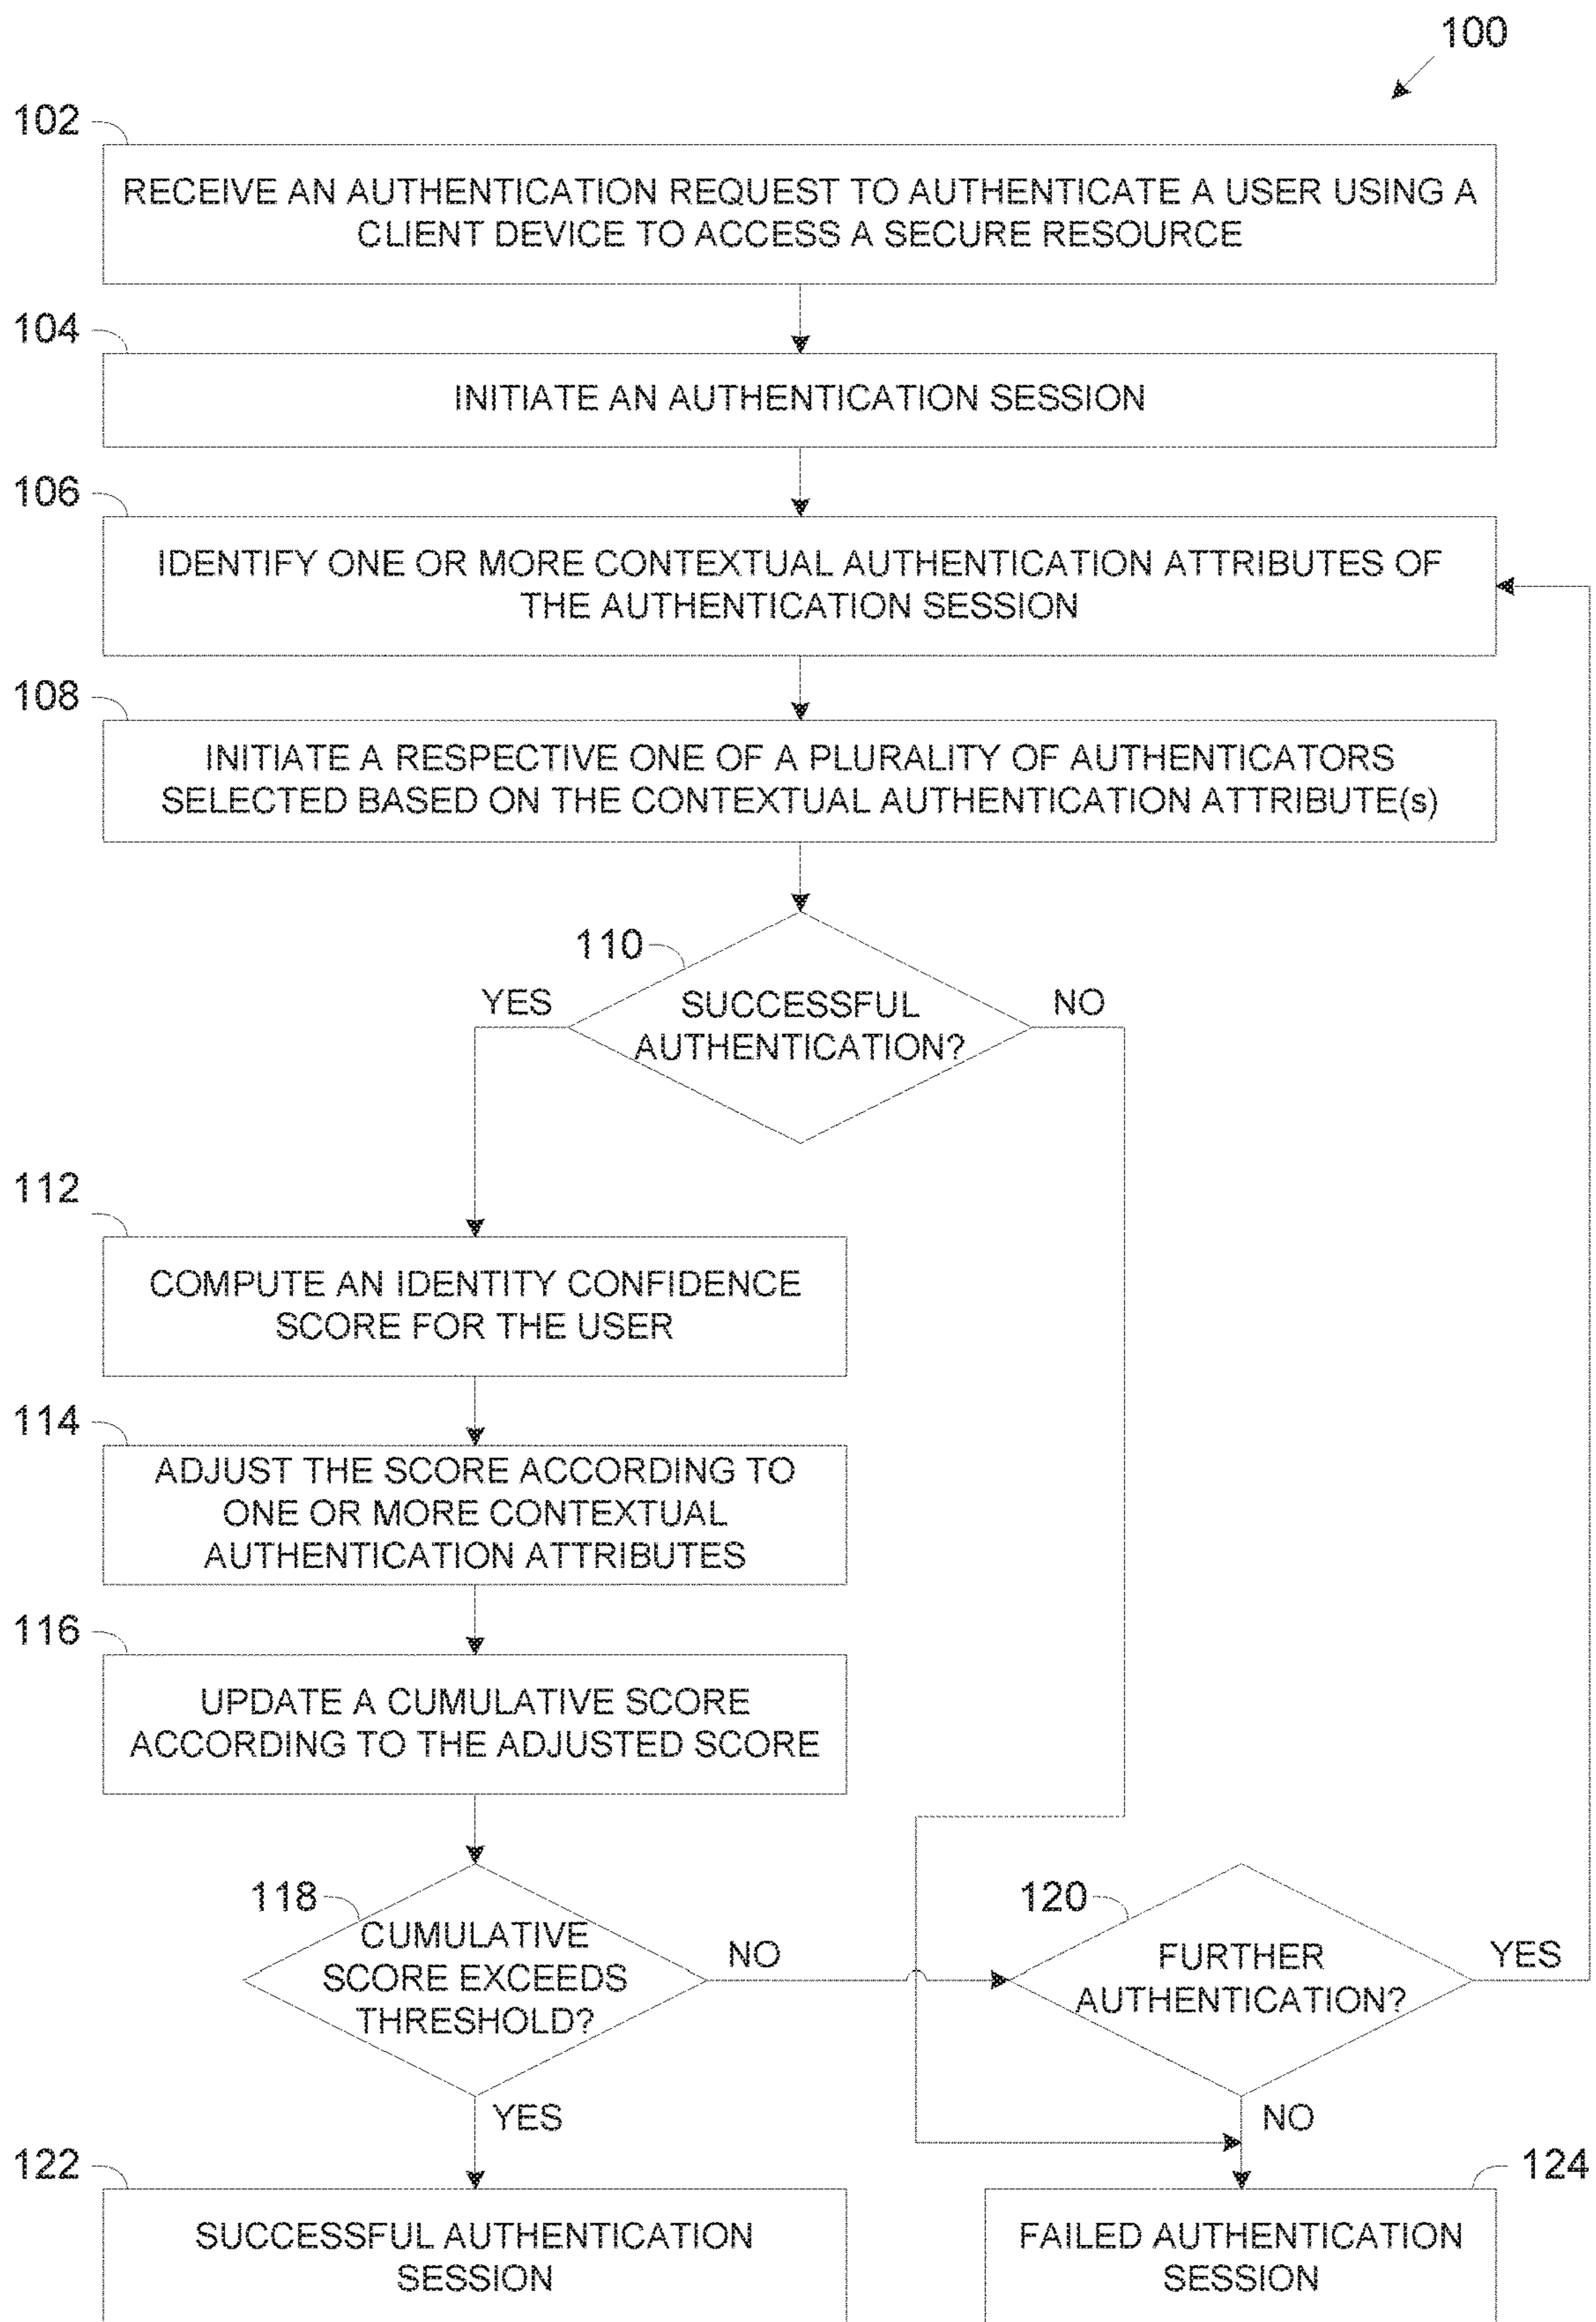 100
102
RECEIVE AN AUTHENTICATION REQUEST TO AUTHENTICATE A USER USING A
CLIENT DEVICE TO ACCESS A SECURE RESOURCE
104
INITIATE AN AUTHENTICATION SESSION
106
IDENTIFY ONE OR MORE CONTEXTUAL AUTHENTICATION ATTRIBUTES OF
THE AUTHENTICATION SESSION
108
INITIATE A RESPECTIVE ONE OF A PLURALITY OF AUTHENTICATORS
SELECTED BASED ON THE CONTEXTUAL AUTHENTICATION ATTRIBUTE(s)
110
YES
SUCCESSFUL
AUTHENTICATION?
NO
112
COMPUTE AN IDENTITY CONFIDENCE
SCORE FOR THE USER
114
ADJUST THE SCORE ACCORDING TO
ONE OR MORE CONTEXTUAL
AUTHENTICATION ATTRIBUTES
116
UPDATE A CUMULATIVE SCORE
ACCORDING TO THE ADJUSTED SCORE
118
CUMULATIVE
SCORE EXCEEDS
THRESHOLD?
NO
YES
120
FURTHER
AUTHENTICATION?
YES
NO
122
SUCCESSFUL AUTHENTICATION
SESSION
124
FAILED AUTHENTICATION
SESSION